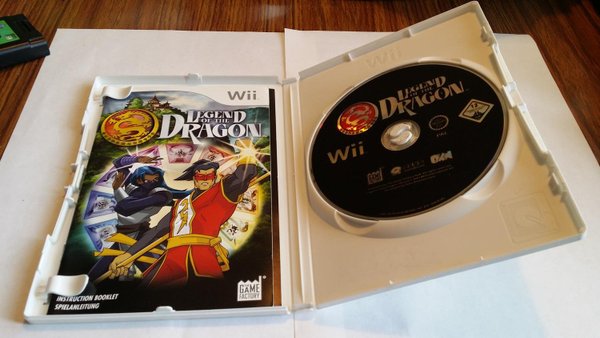 Wii
LEGEND
OF THE
DRAGON
INSTRUCTION BOOKLET
SPIELANLEITUNG
GAME
FACTORY
Wii
LEGEND
OF THE
DRAGON
Wii